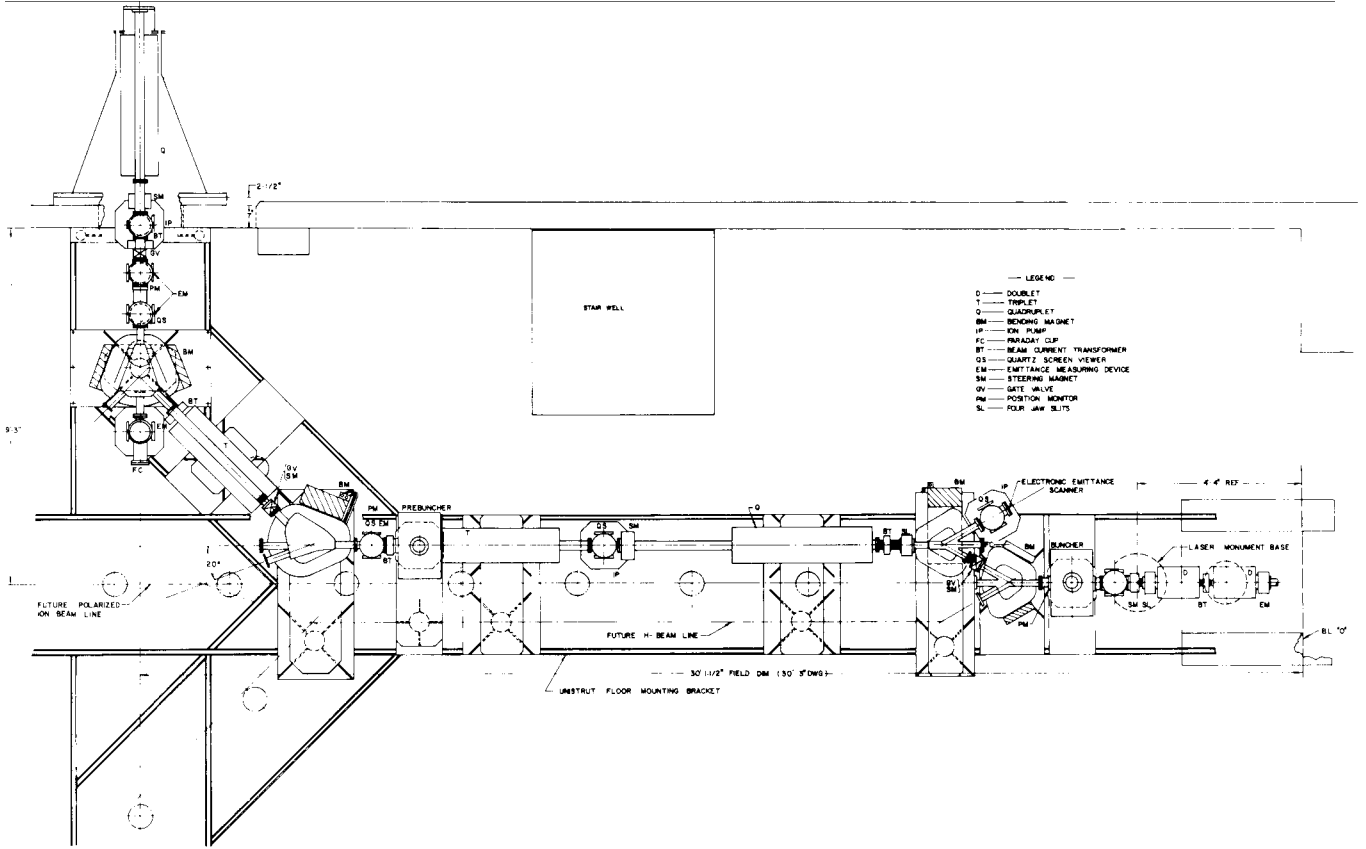 Q
SM
2-1/2"
IP
BT
GV
PM
EM
QS
BM
BT
EM
FC
T
9'-3"
STAIR WELL
LEGEND
D DOUBLET
T TRIPLET
Q QUADRUPLET
BM BENDING MAGNET
IP ION PUMP
FC FARADAY CUP
BT BEAM CURRENT TRANSFORMER
QS QUARTZ SCREEN VIEWER
EM EMITTANCE MEASURING DEVICE
SM STEERING MAGNET
GV GATE VALVE
PM POSITION MONITOR
SL FOUR JAW SLITS
GV
SM
BM
PM
QS EM
BT
PREBUNCHER
T
QS
SM
IP
Q
BT
SL
BM
QS
IP
ELECTRONIC EMITTANCE
SCANNER
4'-4" REF
FC
BM
BUNCHER
LASER MONUMENT BASE
SM
PM
SM SL
D
BT
D
EM
BL "0"
20°
FUTURE POLARIZED
ION BEAM LINE
FUTURE H- BEAM LINE
30' 1-1/2" FIELD DIM (30' 3" DWG)
UNISTRUT FLOOR MOUNTING BRACKET